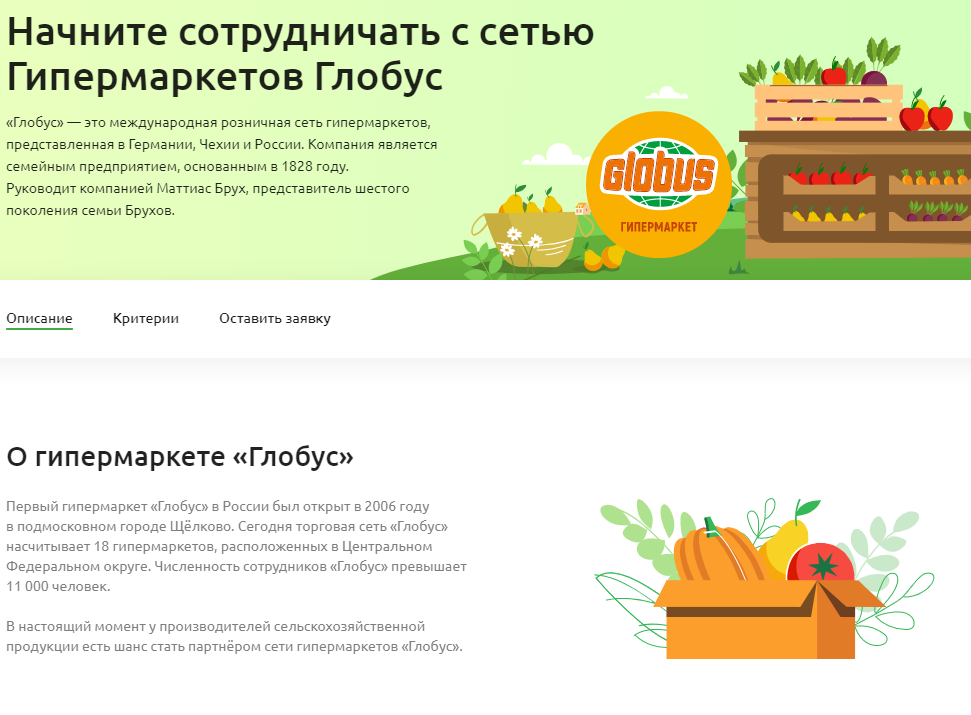 Начните сотрудничать с сетью
Гипермаркетов Глобус
«Глобус» — это международная розничная сеть гипермаркетов,
представленная в Германии, Чехии и России. Компания является
семейным предприятием, основанным в 1828 году.
Руководит компанией Маттиас Брух, представитель шестого
поколения семьи Брухов.
Globus
ГИПЕРМАРКЕТ
Описание Критерии Оставить заявку
О гипермаркете «Глобус»
Первый гипермаркет «Глобус» в России был открыт в 2006 году
в подмосковном городе Щёлково. Сегодня торговая сеть «Глобус»
насчитывает 18 гипермаркетов, расположенных в Центральном
Федеральном округе. Численность сотрудников «Глобус» превышает
11 000 человек.
В настоящий момент у производителей сельскохозяйственной
продукции есть шанс стать партнёром сети гипермаркетов «Глобус».